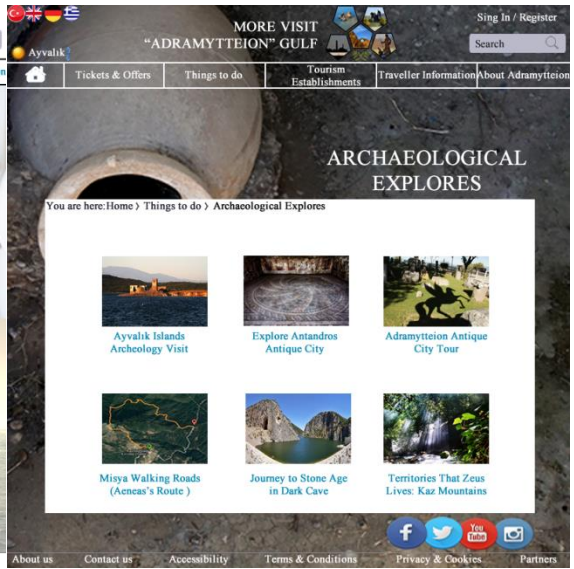 MORE VISIT
"ADRAMYTTEION" GULF
Sing In / Register
Search
Ayvalık
Tickets & Offers
Things to do
Tourism
Establishments
Traveller Information
About Adramytteion
ARCHAEOLOGICAL
EXPLORES
You are here:Home 〉 Things to do 〉 Archaeological Explores
Ayvalık Islands
Archeology Visit
Explore Antandros
Antique City
Adramytteion Antique
City Tour
Misya Walking Roads
(Aeneas's Route )
Journey to Stone Age
in Dark Cave
Territories That Zeus
Lives: Kaz Mountains
f
You
Tube
About us
Contact us
Accessibility
Terms & Conditions
Privacy & Cookies
Partners